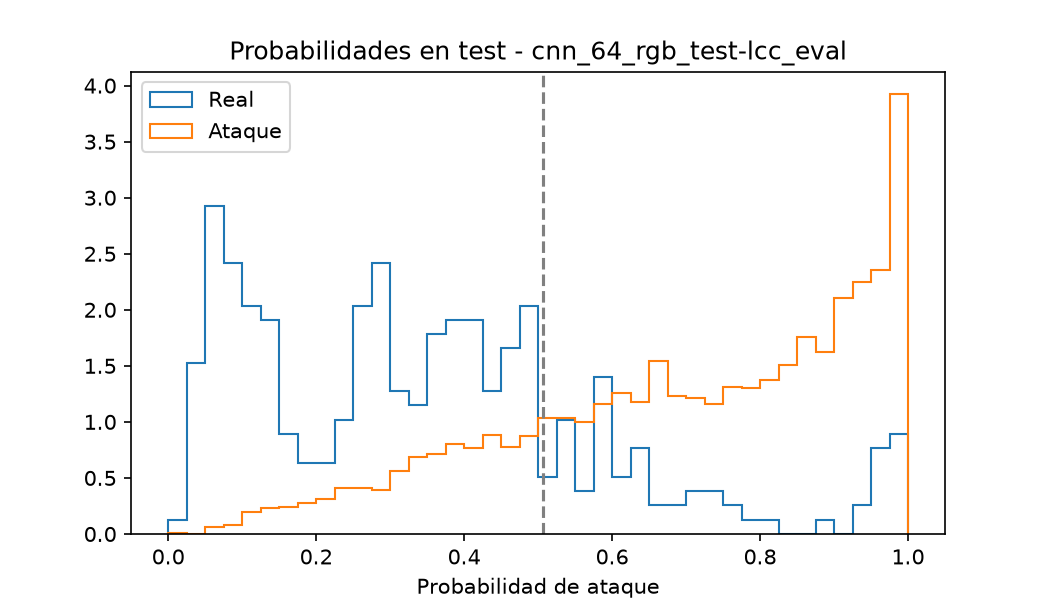 Probabilidades en test - cnn_64_rgb_test-lcc_eval
Real
Ataque
4.0
3.5
3.0
2.5
2.0
1.5
1.0
0.5
0.0
0.0 0.2 0.4 0.6 0.8 1.0
Probabilidad de ataque